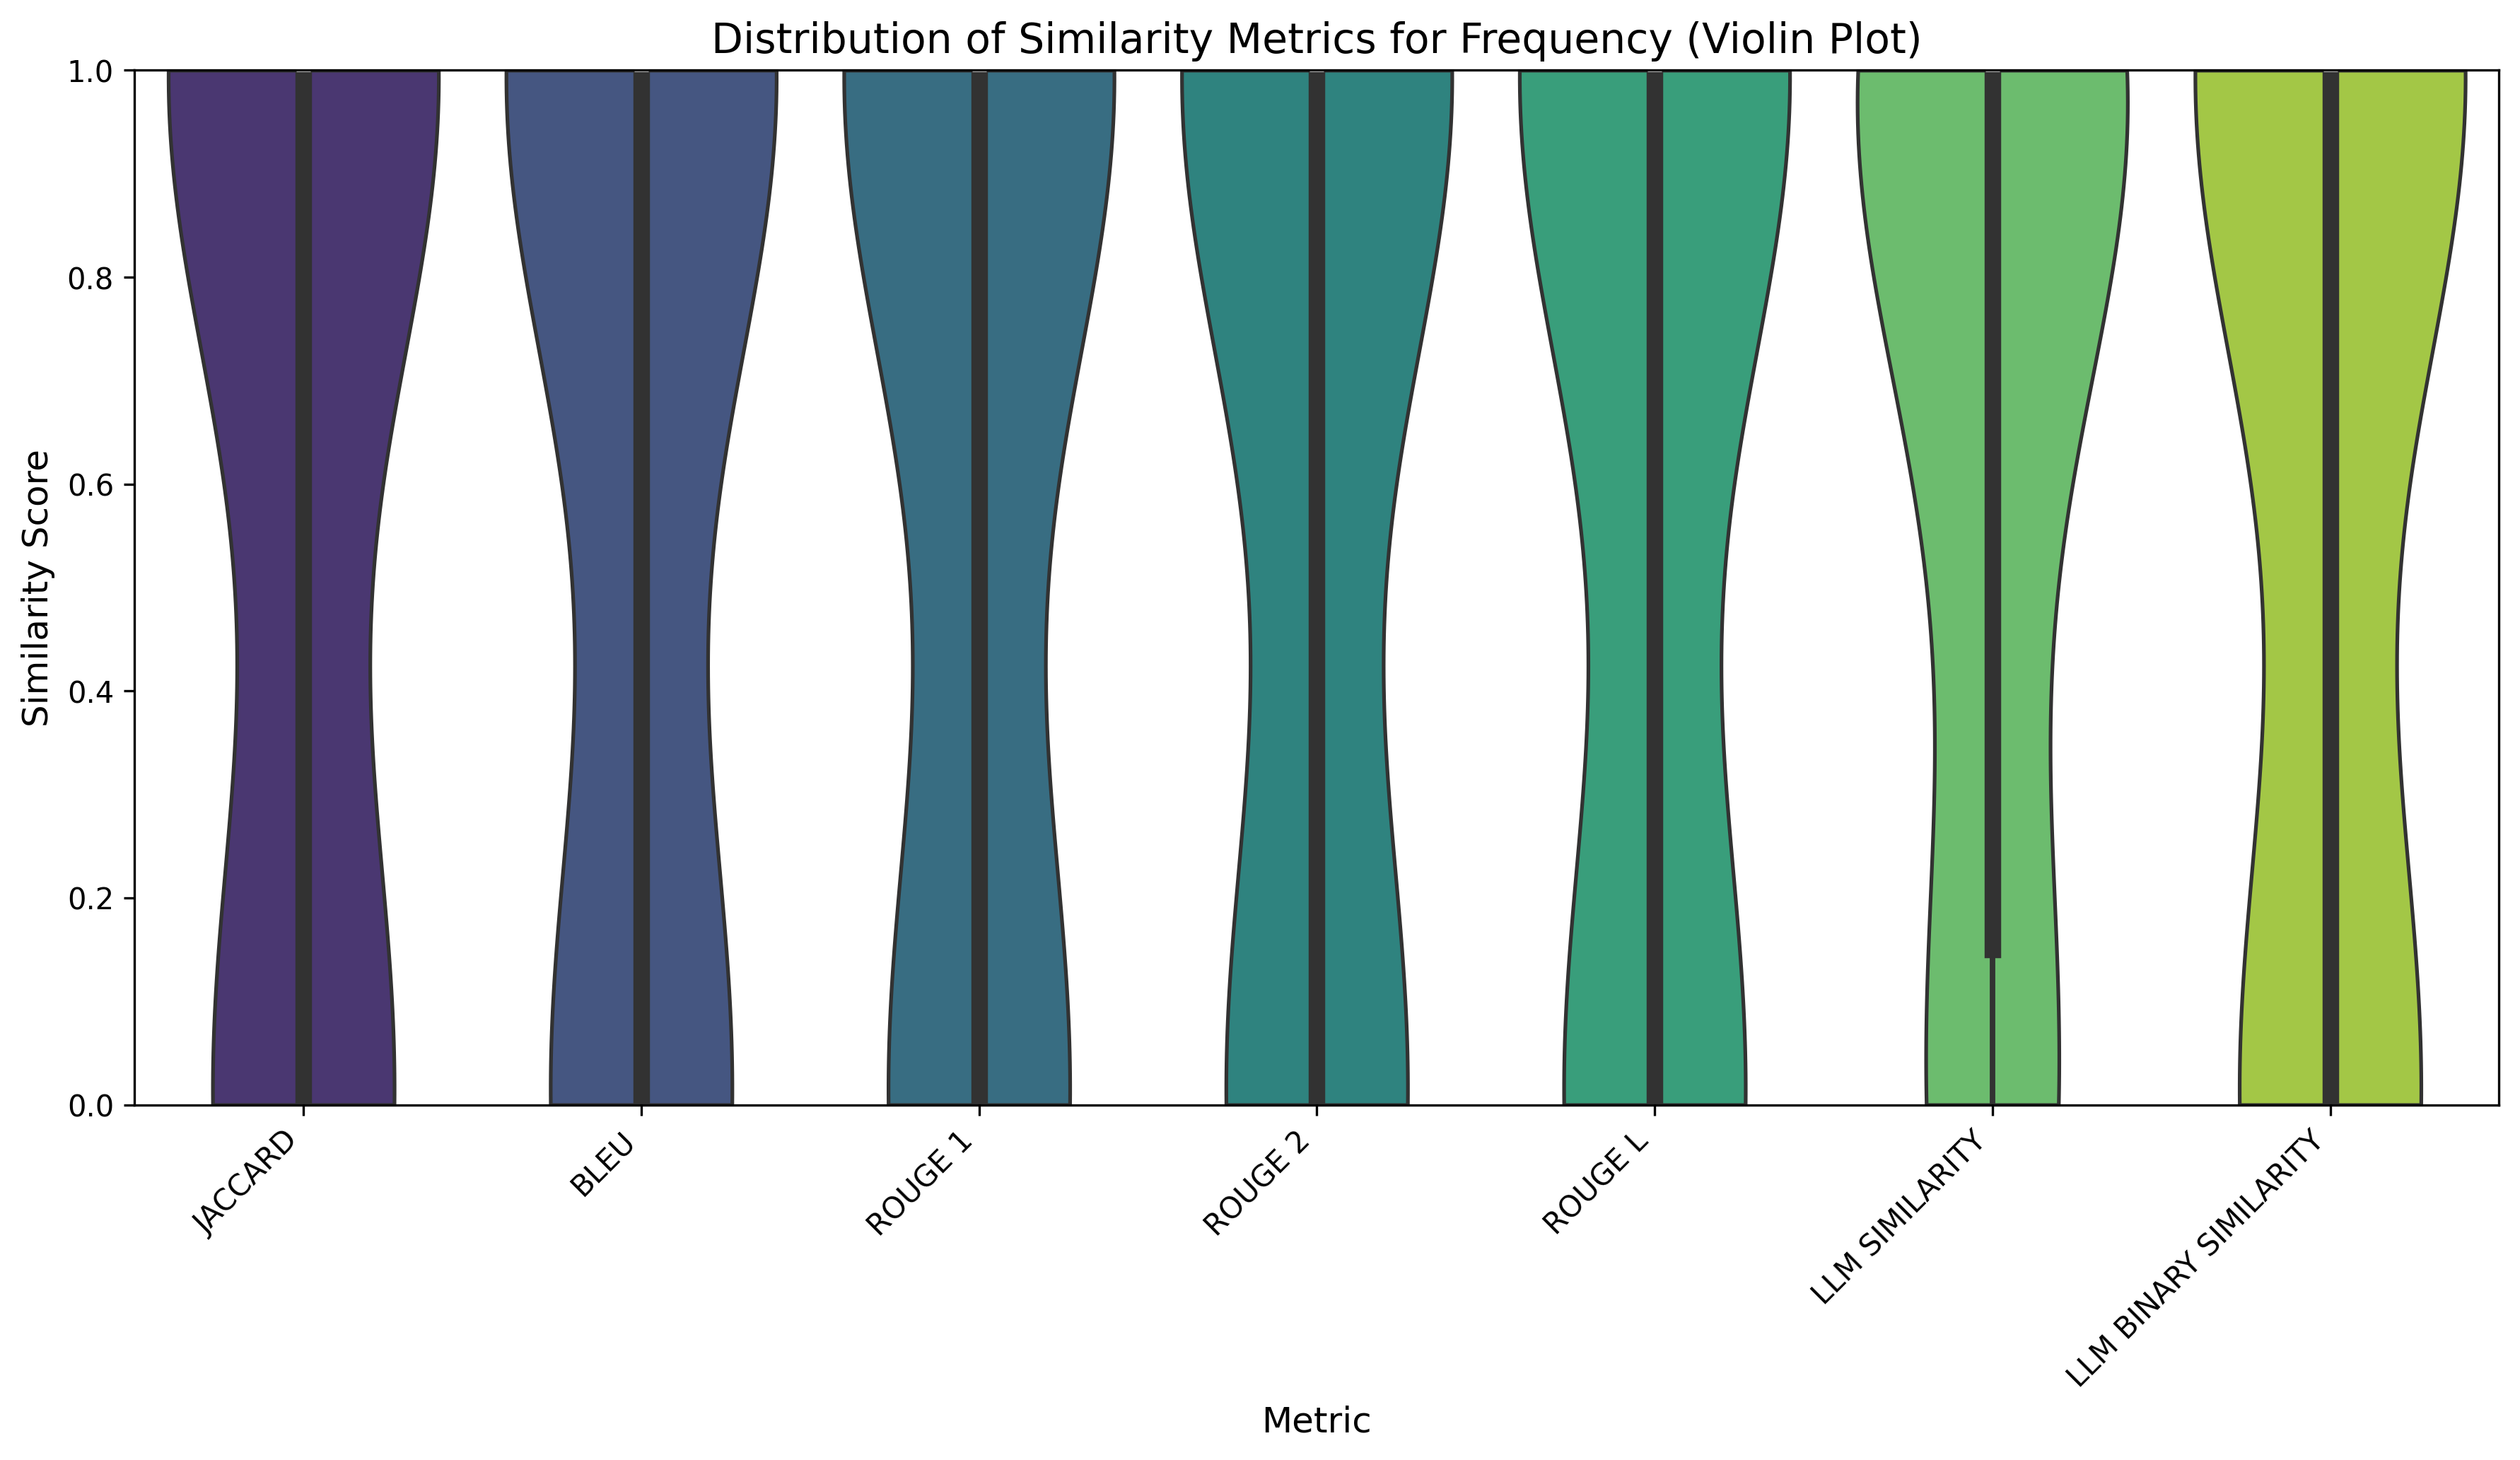 Distribution of Similarity Metrics for Frequency (Violin Plot)
1.0
0.8
0.6
0.4
0.2
0.0
Similarity Score
JACCARD
BLEU
ROUGE 1
ROUGE 2
ROUGE L
LLM SIMILARITY
LLM BINARY SIMILARITY
Metric